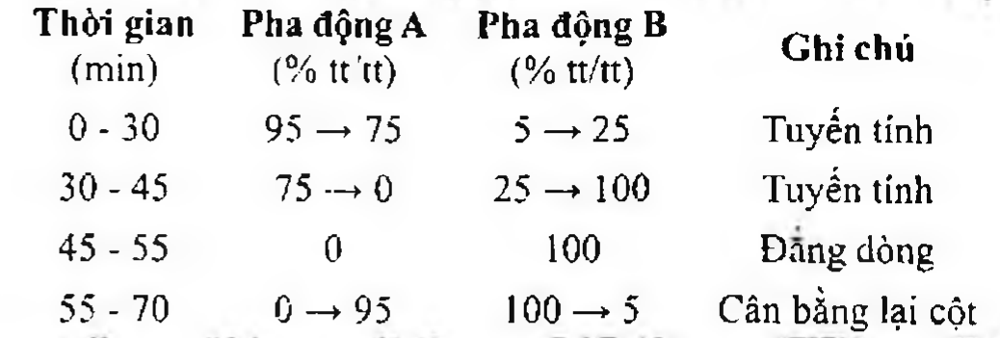 Thời gian Pha động A Pha động B Ghi chú
(min) (% tt/tt) (% tt/tt)
0 - 30 95 → 75 5 → 25 Tuyến tính
30 - 45 75 → 0 25 → 100 Tuyến tính
45 - 55 0 100 Đẳng dòng
55 - 70 0 → 95 100 → 5 Cân bằng lại cột